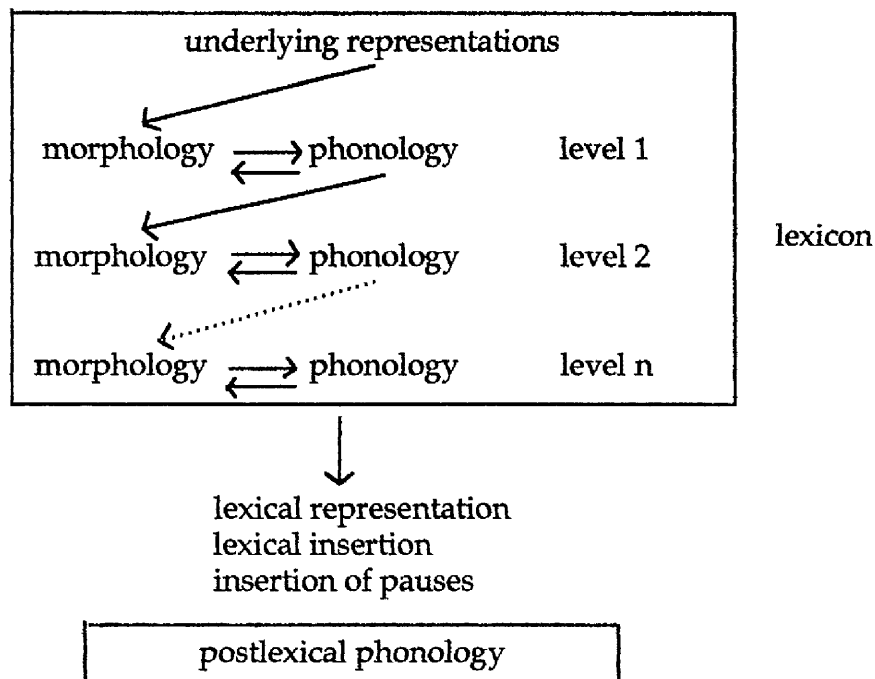 underlying representations
morphology phonology level 1
morphology phonology level 2
lexicon
morphology phonology level n
lexical representation
lexical insertion
insertion of pauses
postlexical phonology